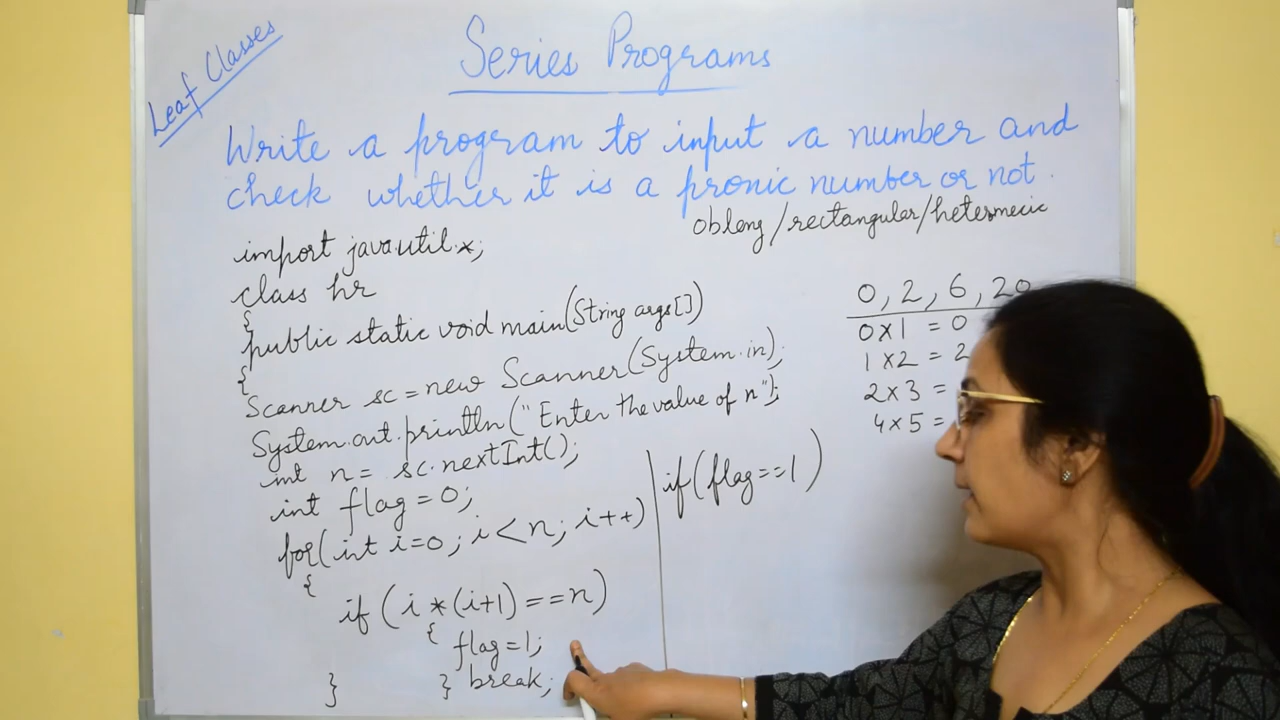 Leaf Classes
Series Programs
Write a program to input a number and
check whether it is a pronic number or not.
oblong/rectangular/heteromecic
import java.util.*;
class hr
{
public static void main(String args[])
{
Scanner sc = new Scanner(System.in);
System.out.println("Enter the value of n");
int n = sc.nextInt();
int flag = 0;
for(int i=0; i<n; i++)
{
if (i*(i+1)==n)
{ flag=1;
} break;
}
if(flag==1)
0, 2, 6, 20
0x1 = 0
1x2 = 2
2x3 =
4x5 =